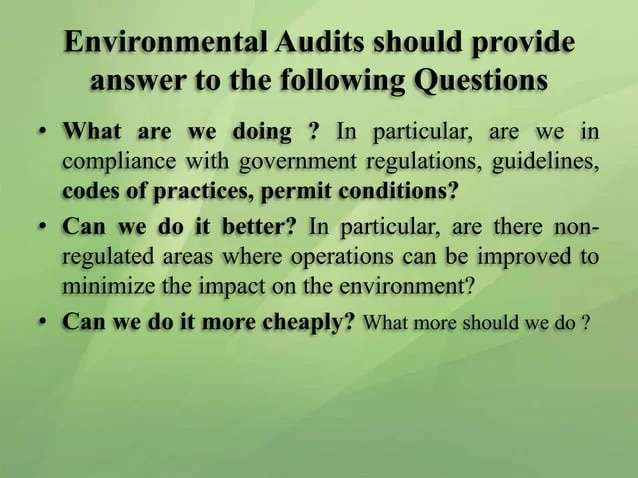 Environmental Audits should provide
answer to the following Questions
• What are we doing ? In particular, are we in
compliance with government regulations, guidelines,
codes of practices, permit conditions?
• Can we do it better? In particular, are there non-
regulated areas where operations can be improved to
minimize the impact on the environment?
• Can we do it more cheaply? What more should we do ?